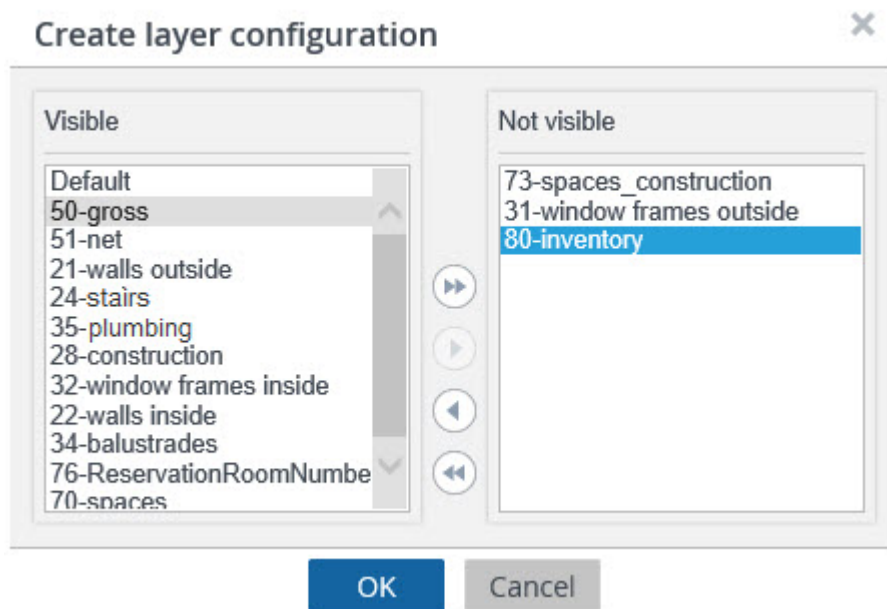 Create layer configuration
Visible
Default
50-gross
51-net
21-walls outside
24-stairs
35-plumbing
28-construction
32-window frames inside
22-walls inside
34-balustrades
76-ReservationRoomNumbe
70-spaces
Not visible
73-spaces_construction
31-window frames outside
80-inventory
OK
Cancel